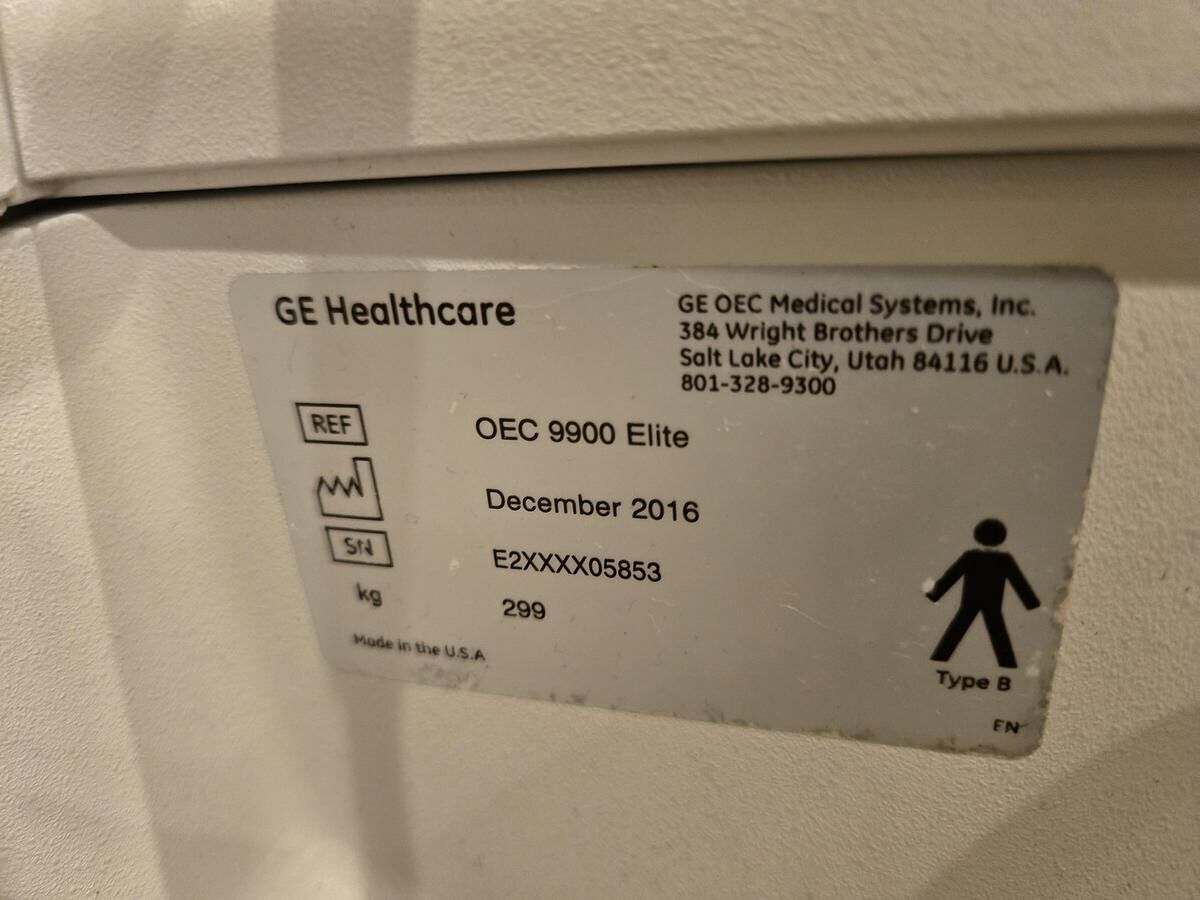 GE Healthcare
GE OEC Medical Systems, Inc.
384 Wright Brothers Drive
Salt Lake City, Utah 84116 U.S.A.
801-328-9300
REF OEC 9900 Elite
December 2016
SN E2XXXX05853
kg 299
Made in the U.S.A
Type B
EN